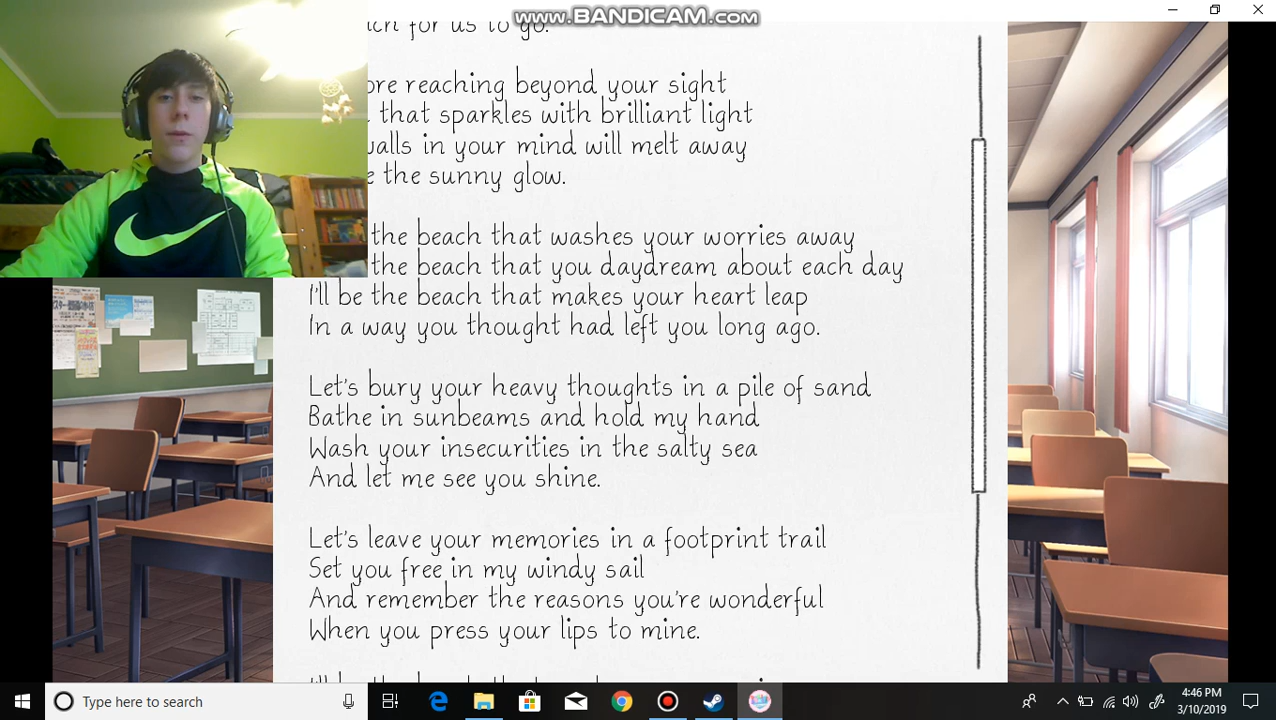 www.BANDICAM.com
for us to go.
reaching beyond your sight
that sparkles with brilliant light
in your mind will melt away
the sunny glow.
the beach that washes your worries away
the beach that you daydream about each day
I'll be the beach that makes your heart leap
In a way you thought had left you long ago.
Let's bury your heavy thoughts in a pile of sand
Bathe in sunbeams and hold my hand
Wash your insecurities in the salty sea
And let me see you shine.
Let's leave your memories in a footprint trail
Set you free in my windy sail
And remember the reasons you're wonderful
When you press your lips to mine.
Type here to search
4:46 PM
3/10/2019